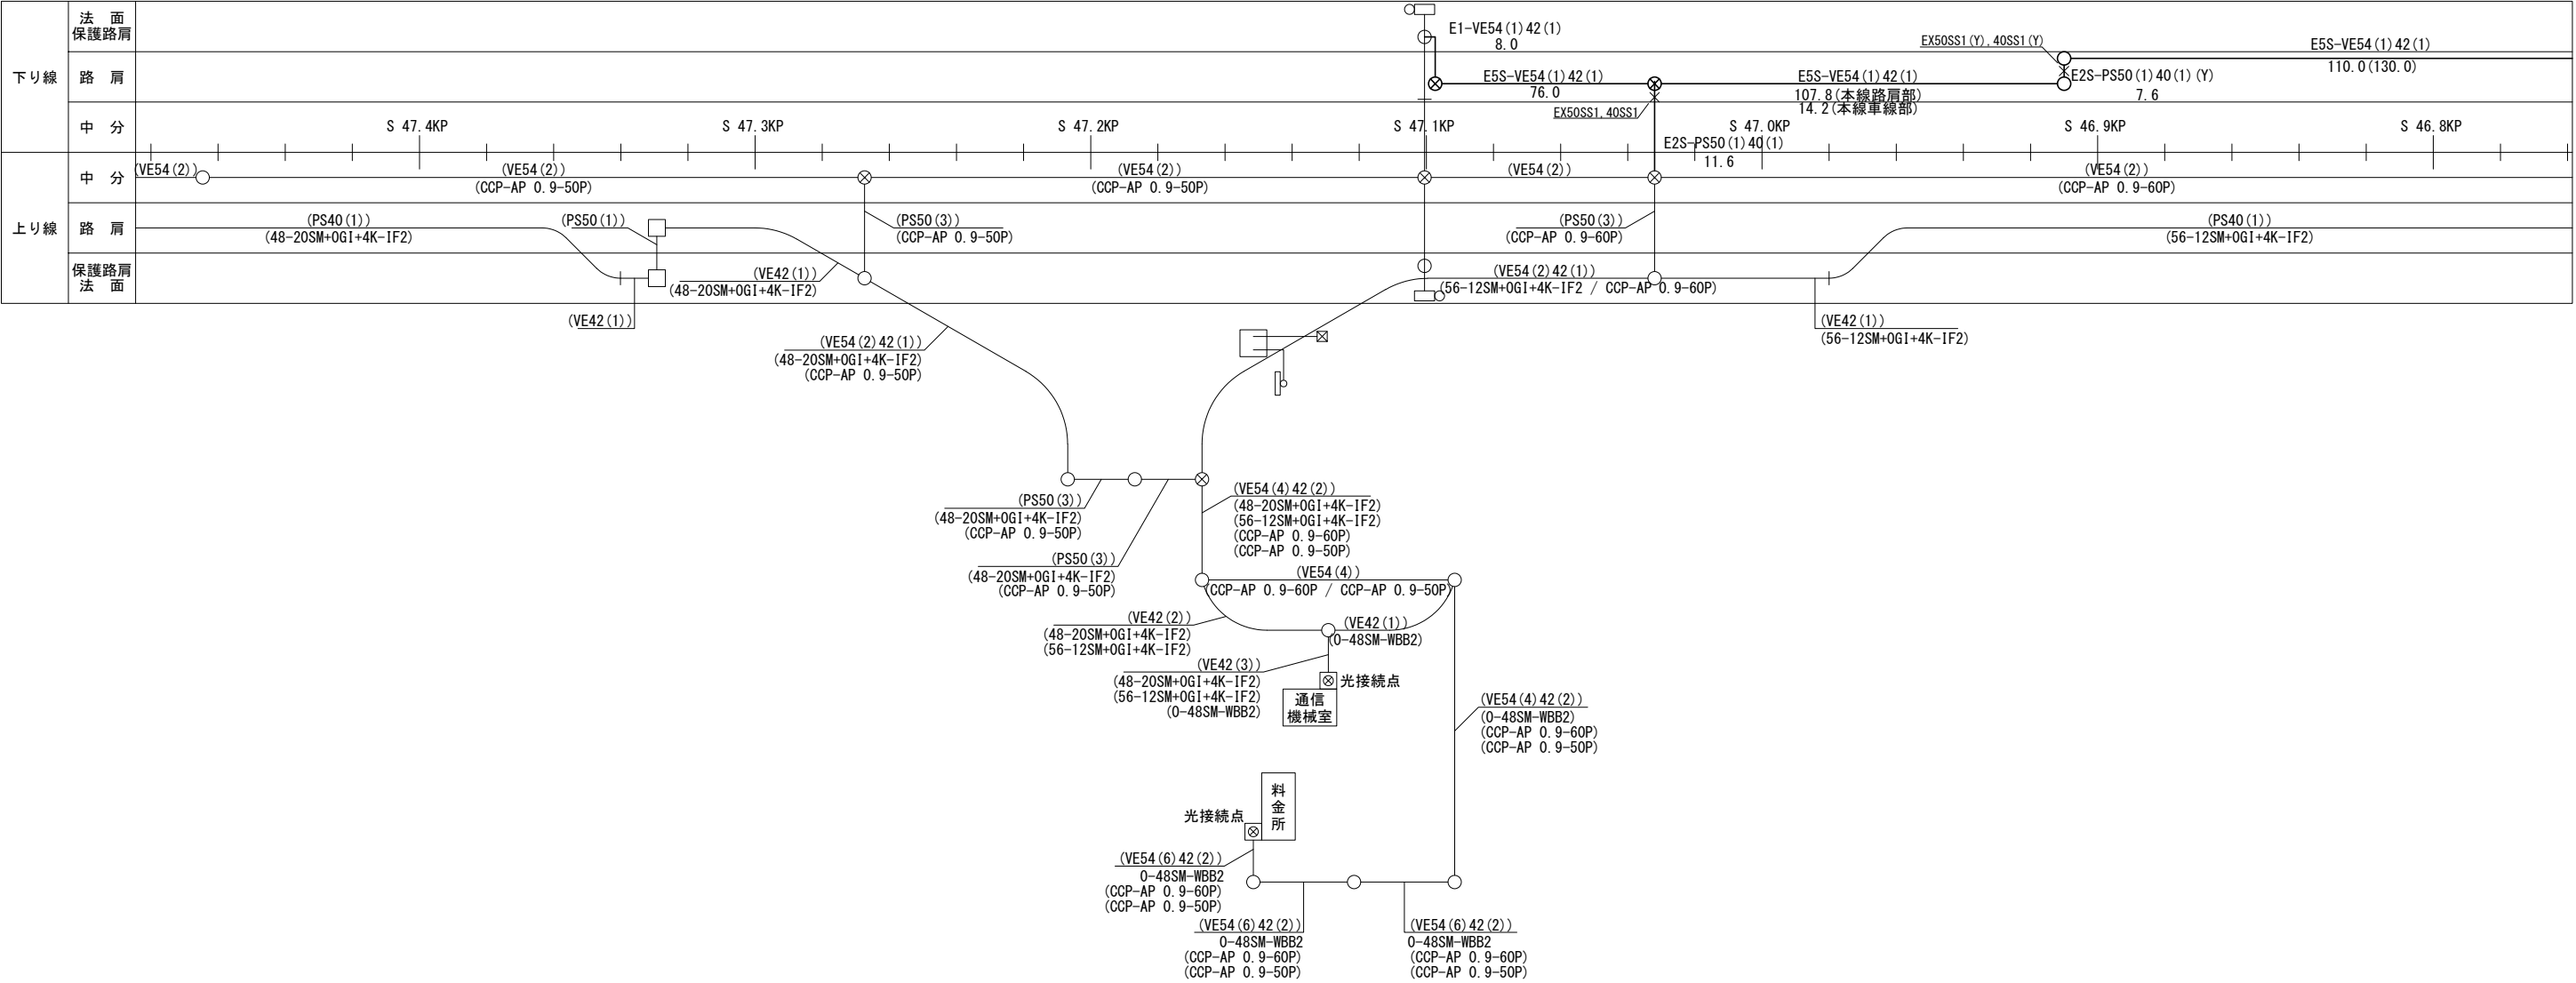 下り線
法　面
保護路肩
路　肩
中　分
上り線
中　分
路　肩
保護路肩
法　面
E1-VE54(1)42(1)
8.0
EX50SS1(Y),40SS1(Y)
E5S-VE54(1)42(1)
110.0(130.0)
E5S-VE54(1)42(1)
76.0
E5S-VE54(1)42(1)
107.8(本線路肩部)
14.2(本線車線部)
E2S-PS50(1)40(1)(Y)
7.6
EX50SS1,40SS1
S 47.4KP
S 47.3KP
S 47.2KP
S 47.1KP
S 47.0KP
S 46.9KP
S 46.8KP
E2S-PS50(1)40(1)
11.6
(VE54(2))
(VE54(2))
(CCP-AP 0.9-50P)
(VE54(2))
(CCP-AP 0.9-50P)
(VE54(2))
(VE54(2))
(CCP-AP 0.9-60P)
(PS40(1))
(48-20SM+OGI+4K-IF2)
(PS50(1))
(PS50(3))
(CCP-AP 0.9-50P)
(PS50(3))
(CCP-AP 0.9-60P)
(PS40(1))
(56-12SM+OGI+4K-IF2)
(VE42(1))
(48-20SM+OGI+4K-IF2)
(VE54(2)42(1))
(56-12SM+OGI+4K-IF2 / CCP-AP 0.9-60P)
(VE42(1))
(VE42(1))
(56-12SM+OGI+4K-IF2)
(VE54(2)42(1))
(48-20SM+OGI+4K-IF2)
(CCP-AP 0.9-50P)
(PS50(3))
(48-20SM+OGI+4K-IF2)
(CCP-AP 0.9-50P)
(VE54(4)42(2))
(48-20SM+OGI+4K-IF2)
(56-12SM+OGI+4K-IF2)
(CCP-AP 0.9-60P)
(CCP-AP 0.9-50P)
(PS50(3))
(48-20SM+OGI+4K-IF2)
(CCP-AP 0.9-50P)
(VE54(4))
(CCP-AP 0.9-60P / CCP-AP 0.9-50P)
(VE42(2))
(48-20SM+OGI+4K-IF2)
(56-12SM+OGI+4K-IF2)
(VE42(1))
(O-48SM-WBB2)
(VE42(3))
(48-20SM+OGI+4K-IF2)
(56-12SM+OGI+4K-IF2)
(O-48SM-WBB2)
光接続点
通信
機械室
(VE54(4)42(2))
(O-48SM-WBB2)
(CCP-AP 0.9-60P)
(CCP-AP 0.9-50P)
料
金
所
光接続点
(VE54(6)42(2))
O-48SM-WBB2
(CCP-AP 0.9-60P)
(CCP-AP 0.9-50P)
(VE54(6)42(2))
O-48SM-WBB2
(CCP-AP 0.9-60P)
(CCP-AP 0.9-50P)
(VE54(6)42(2))
O-48SM-WBB2
(CCP-AP 0.9-60P)
(CCP-AP 0.9-50P)